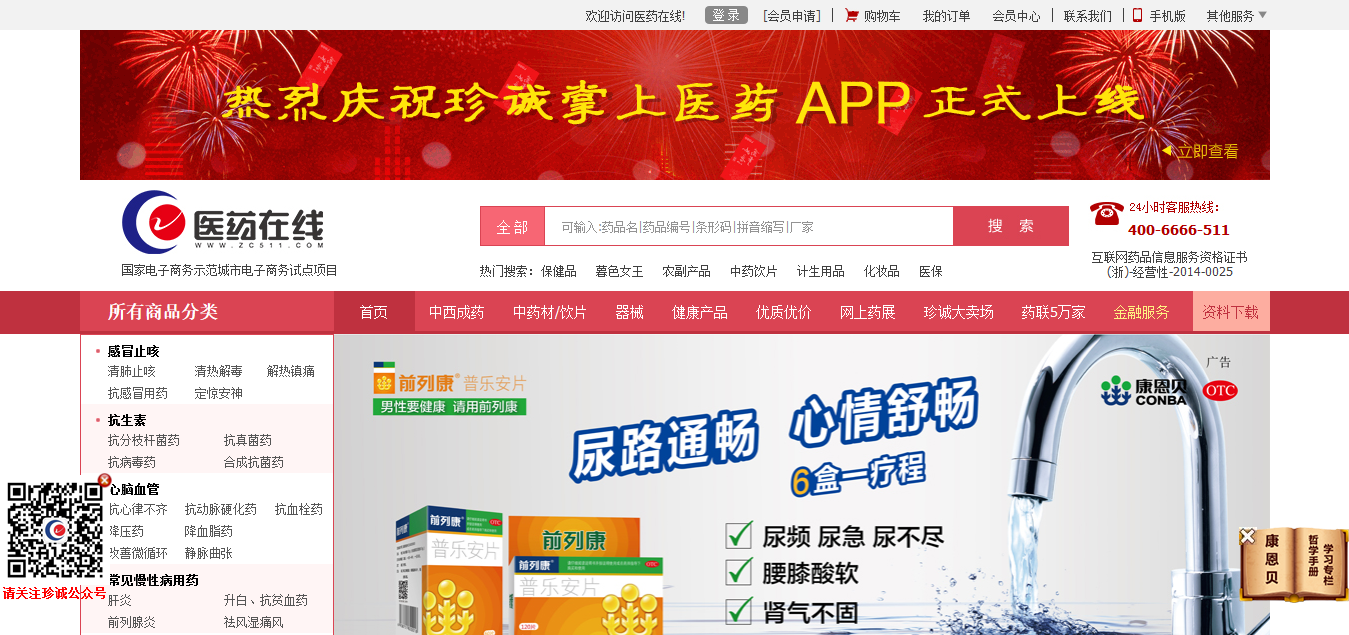 欢迎访问医药在线! 登 录 [会员申请] 购物车 我的订单 会员中心 联系我们 手机版 其他服务
热烈庆祝珍诚掌上医药 APP 正式上线
立即查看
医药在线
WWW.ZC511.COM
国家电子商务示范城市电子商务试点项目
全 部 可输入:药品名|药品编号|条形码|拼音缩写|厂家 搜 索
热门搜索: 保健品 暮色女王 农副产品 中药饮片 计生用品 化妆品 医保
24小时客服热线:
400-6666-511
互联网药品信息服务资格证书
(浙)-经营性-2014-0025
所有商品分类 首页 中西成药 中药材/饮片 器械 健康产品 优质优价 网上药展 珍诚大卖场 药联5万家 金融服务 资料下载
感冒止咳
清肺止咳 清热解毒 解热镇痛
抗感冒用药 定惊安神
抗生素
抗分枝杆菌药 抗真菌药
抗病毒药 合成抗菌药
心脑血管
抗心律不齐 抗动脉硬化药 抗血栓药
降压药 降血脂药
改善微循环 静脉曲张
常见慢性病用药
肝炎 升白、抗贫血药
前列腺炎 祛风湿痛风
请关注珍诚公众号
前列康® 普乐安片
男性要健康 请用前列康
广告
康恩贝
CONBA
OTC
尿路通畅 心情舒畅
6盒一疗程
尿频 尿急 尿不尽
腰膝酸软
肾气不固
前列康
OTC
普乐安片
前列康
前列康
OTC
普乐安片
120片
康恩贝
哲学手册
学习专栏